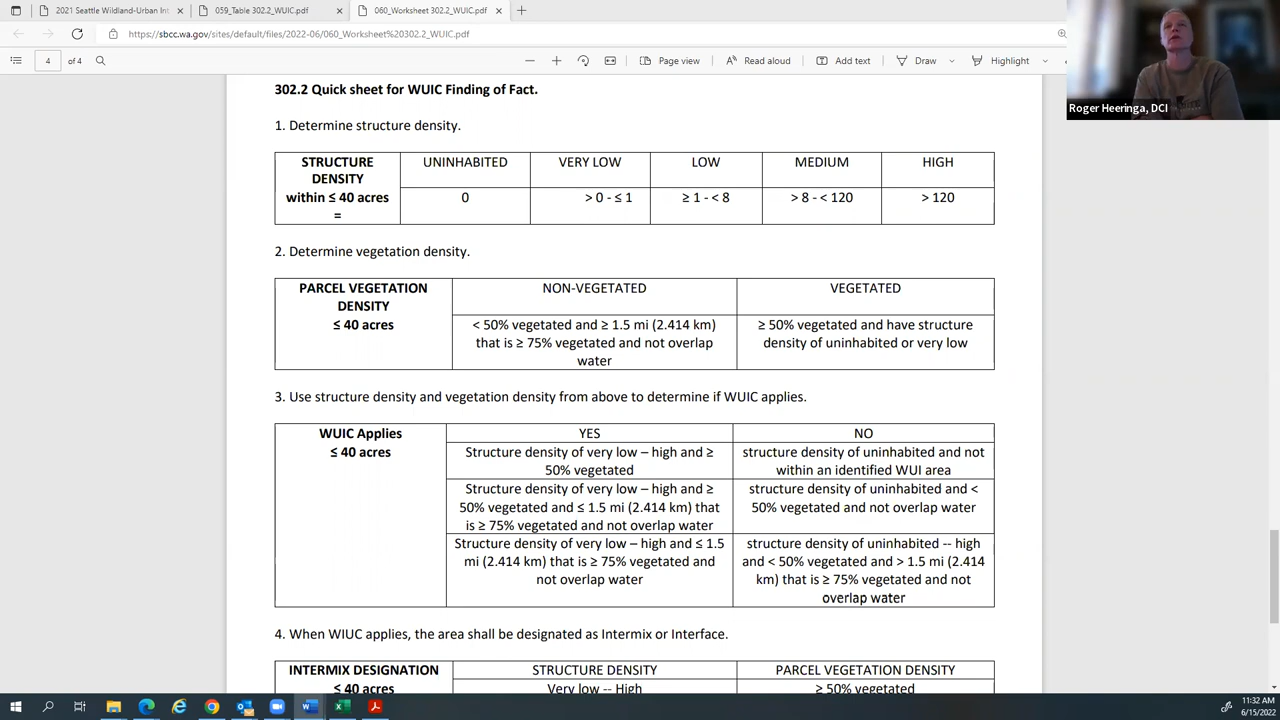 2021 Seattle Wildland-Urban Int
059_Table 302.2_WUIC.pdf
060_Worksheet 302.2_WUIC.pdf
https://sbcc.wa.gov/sites/default/files/2022-06/060_Worksheet%20302.2_WUIC.pdf
4 of 4
Page view
Read aloud
Add text
Draw
Highlight
Roger Heeringa, DCI
302.2 Quick sheet for WUIC Finding of Fact.
1. Determine structure density.
STRUCTURE DENSITY within ≤ 40 acres =
UNINHABITED
VERY LOW
LOW
MEDIUM
HIGH
0
> 0 - ≤ 1
≥ 1 - < 8
> 8 - < 120
> 120
2. Determine vegetation density.
PARCEL VEGETATION
DENSITY
≤ 40 acres
NON-VEGETATED
VEGETATED
< 50% vegetated and ≥ 1.5 mi (2.414 km)
that is ≥ 75% vegetated and not overlap
water
≥ 50% vegetated and have structure
density of uninhabited or very low
3. Use structure density and vegetation density from above to determine if WUIC applies.
WUIC Applies
≤ 40 acres
YES
NO
Structure density of very low – high and ≥
50% vegetated
structure density of uninhabited and not
within an identified WUI area
Structure density of very low – high and ≥
50% vegetated and ≤ 1.5 mi (2.414 km) that
is ≥ 75% vegetated and not overlap water
structure density of uninhabited and <
50% vegetated and not overlap water
Structure density of very low – high and ≤ 1.5
mi (2.414 km) that is ≥ 75% vegetated and
not overlap water
structure density of uninhabited -- high
and < 50% vegetated and > 1.5 mi (2.414
km) that is ≥ 75% vegetated and not
overlap water
4. When WIUC applies, the area shall be designated as Intermix or Interface.
INTERMIX DESIGNATION
≤ 40 acres
STRUCTURE DENSITY
PARCEL VEGETATION DENSITY
Very low -- High
≥ 50% vegetated
11:32 AM
6/15/2022